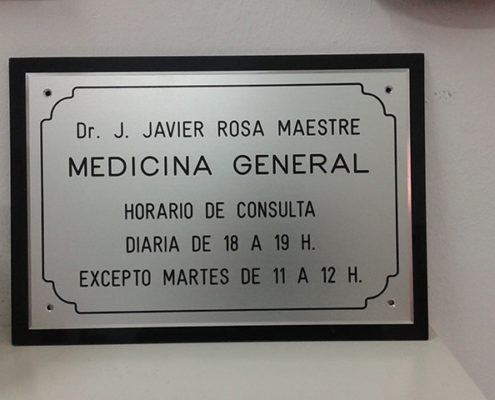 Dr. J. JAVIER ROSA MAESTRE
MEDICINA GENERAL
HORARIO DE CONSULTA
DIARIA DE 18 A 19 H.
EXCEPTO MARTES DE 11 A 12 H.